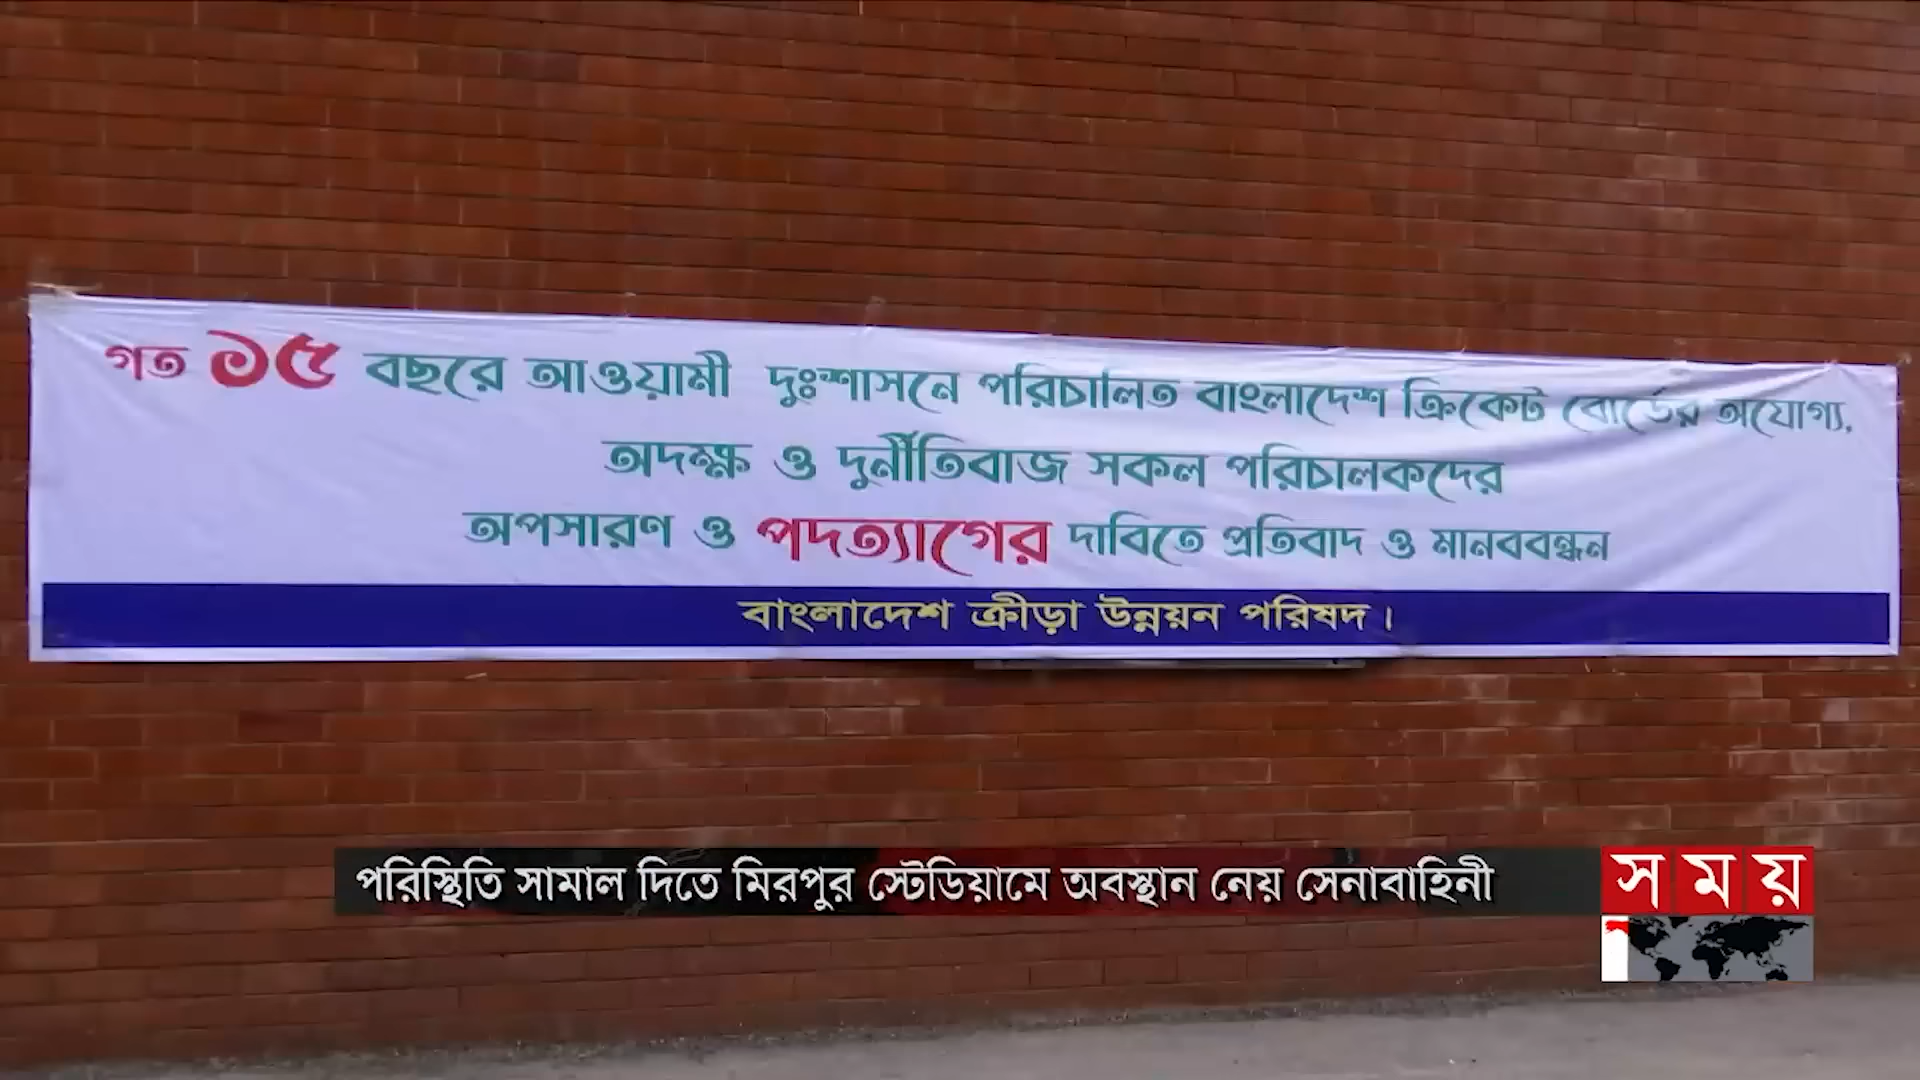 গত ১৫ বছরে আওয়ামী দুঃশাসনে পরিচালিত বাংলাদেশ ক্রিকেট বোর্ডের অযোগ্য,
অদক্ষ ও দুর্নীতিবাজ সকল পরিচালকদের
অপসারণ ও পদত্যাগের দাবিতে প্রতিবাদ ও মানববন্ধন
বাংলাদেশ ক্রীড়া উন্নয়ন পরিষদ।
পরিস্থিতি সামাল দিতে মিরপুর স্টেডিয়ামে অবস্থান নেয় সেনাবাহিনী
সময়